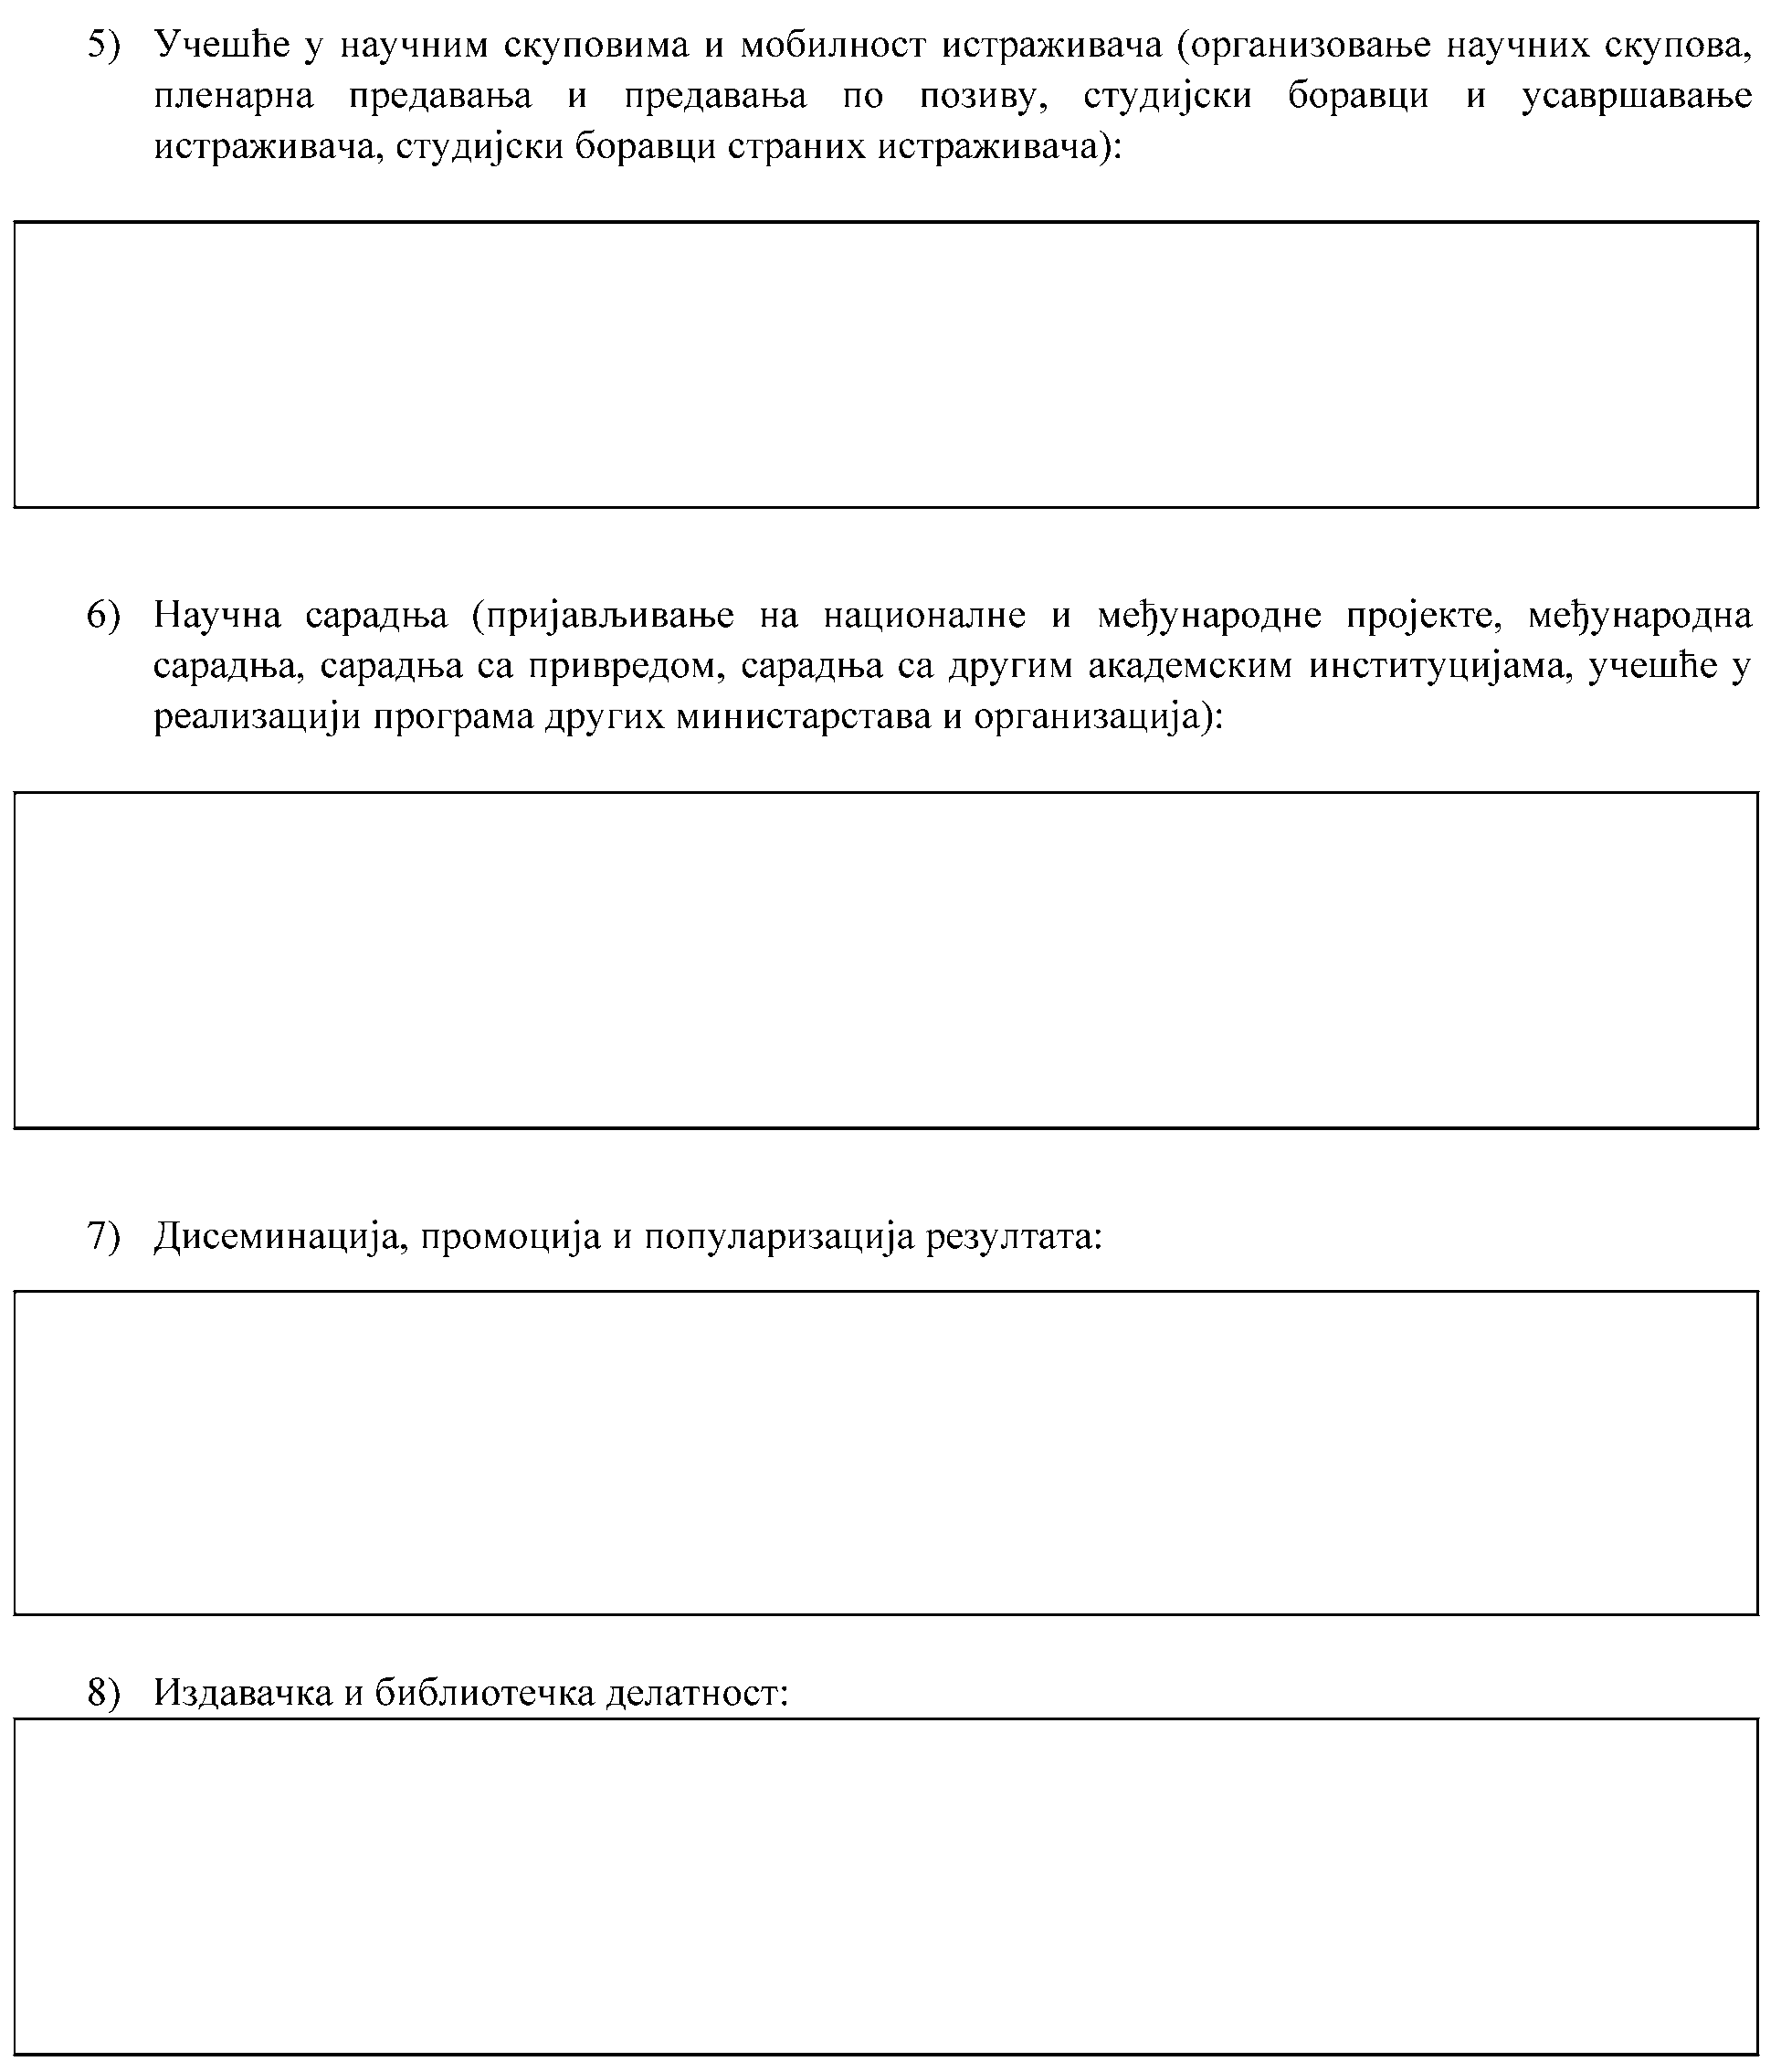 5) Учешће у научним скуповима и мобилност истраживача (организовање научних скупова,
пленарна предавања и предавања по позиву, студијски боравци и усавршавање
истраживача, студијски боравци страних истраживача):
6) Научна сарадња (пријављивање на националне и међународне пројекте, међународна
сарадња, сарадња са привредом, сарадња са другим академским институцијама, учешће у
реализацији програма других министарстава и организација):
7) Дисеминација, промоција и популаризација резултата:
8) Издавачка и библиотечка делатност: